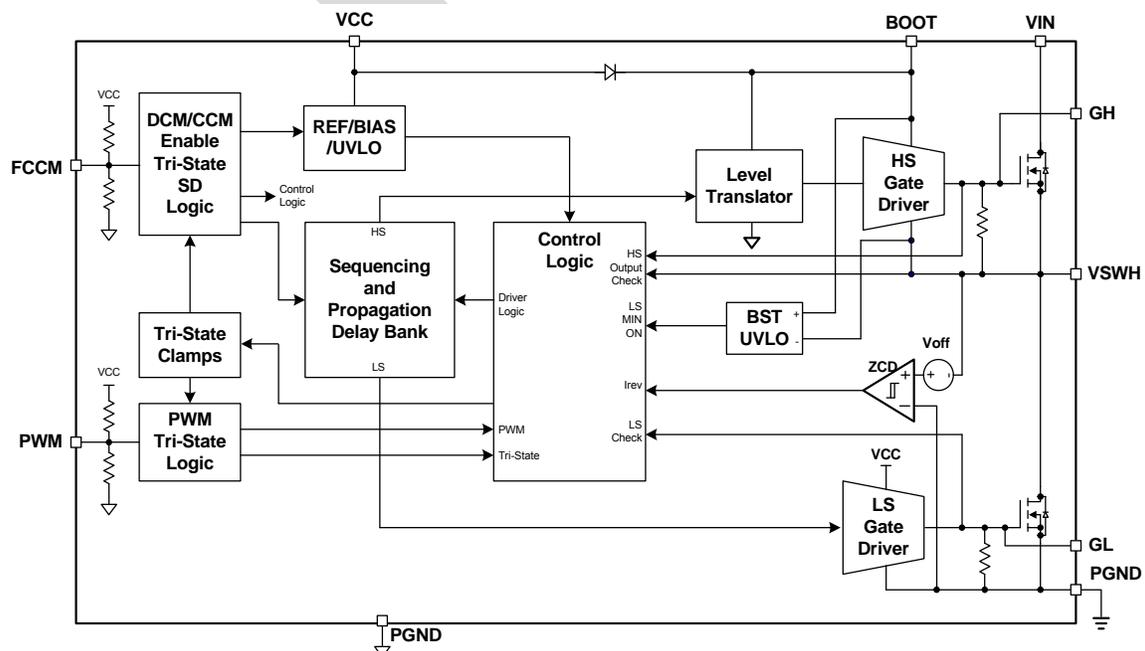 VCC
BOOT
VIN
VCC
DCM/CCM
Enable
Tri-State
SD
Logic
REF/BIAS
/UVLO
GH
FCCM
HS
Gate
Driver
Level
Translator
Control
Logic
HS
Sequencing
and
Propagation
Delay Bank
LS
Control
Logic
HS
Output
Check
VSWH
Driver
Logic
LS
MIN
ON
BST
UVLO
+
-
Tri-State
Clamps
Voff
ZCD
+
−
+
-
Irev
VCC
PWM
PWM
Tri-State
Logic
PWM
Tri-State
LS
Check
VCC
LS
Gate
Driver
GL
PGND
PGND